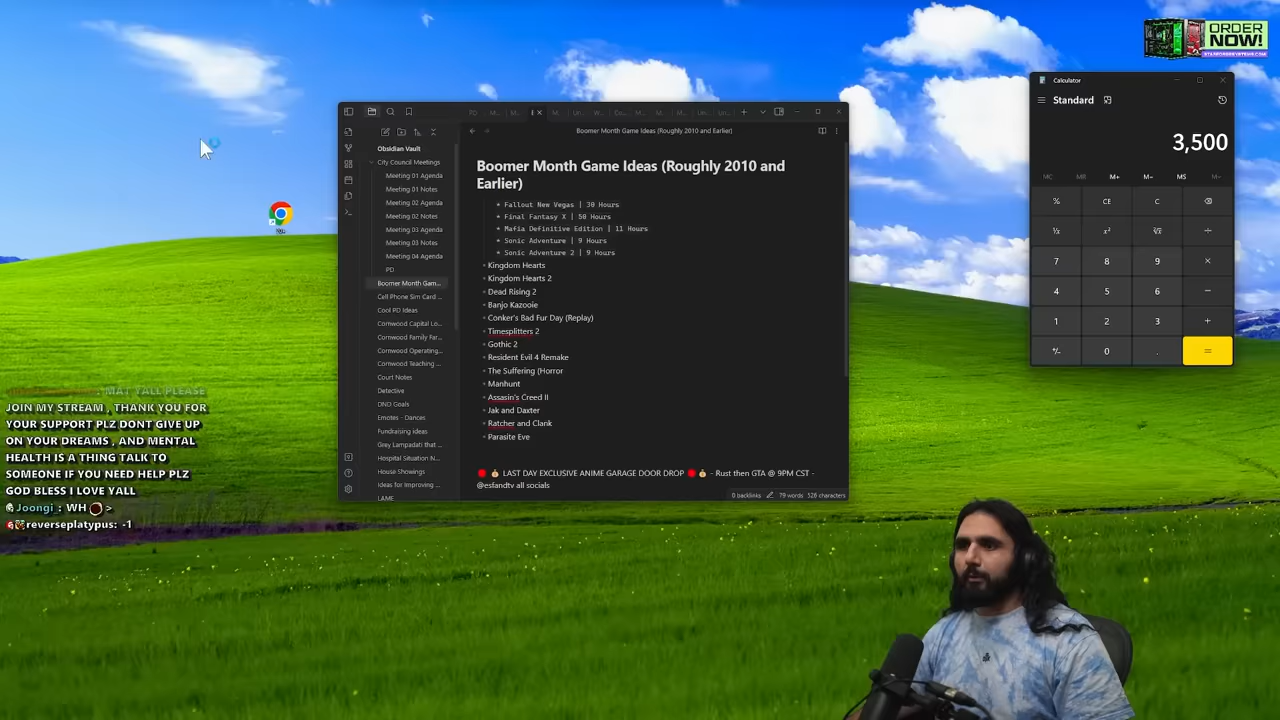 ORDER
NOW!
Calculator
Standard
3,500
MC MR M+ M- MS
% CE C
7 8 9 ×
4 5 6 −
1 2 3 +
+/- 0 . =
Boomer Month Game Ideas (Roughly 2010 and Earlier)
Obsidian Vault
City Council Meetings
Meeting 01 Agenda
Meeting 01 Notes
Meeting 02 Agenda
Meeting 02 Notes
Meeting 03 Agenda
Meeting 03 Notes
Meeting 04 Agenda
PD
Boomer Month Gam...
Cell Phone Sim Card ...
Cool PD Ideas
Cornwood Capital Lo...
Cornwood Family Far...
Cornwood Operating...
Cornwood Teaching ...
Court Notes
Detective
DND Goals
Emotes - Dances
Fundraising ideas
Grey Lampadati that ...
Hospital Situation N...
House Showings
Ideas for Improving ...
LAME
Boomer Month Game Ideas (Roughly 2010 and
Earlier)
* Fallout New Vegas | 30 Hours
* Final Fantasy X | 50 Hours
* Mafia Definitive Edition | 11 Hours
* Sonic Adventure | 9 Hours
* Sonic Adventure 2 | 9 Hours
Kingdom Hearts
Kingdom Hearts 2
Dead Rising 2
Banjo Kazooie
Conker's Bad Fur Day (Replay)
Timesplitters 2
Gothic 2
Resident Evil 4 Remake
The Suffering (Horror
Manhunt
Assasin's Creed II
Jak and Daxter
Ratcher and Clank
Parasite Eve
LAST DAY EXCLUSIVE ANIME GARAGE DOOR DROP - Rust then GTA @ 9PM CST -
@esfandtv all socials
0 backlinks 79 words 528 characters
: MAT YALL PLEASE
JOIN MY STREAM , THANK YOU FOR
YOUR SUPPORT PLZ DONT GIVE UP
ON YOUR DREAMS , AND MENTAL
HEALTH IS A THING TALK TO
SOMEONE IF YOU NEED HELP PLZ
GOD BLESS I LOVE YALL
Joongi : WH >
reverseplatypus: -1